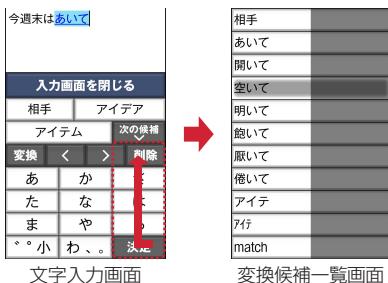 今週末はあいて
入力画面を閉じる
相手 アイデア
アイテム 次の候補
変換 < > 削除
あ か さ
た な は
ま や ら
゛゜小 わ、。 決定
文字入力画面
相手
あいて
開いて
空いて
明いて
飽いて
厭いて
倦いて
アイテ
ｱｲﾃ
match
変換候補一覧画面